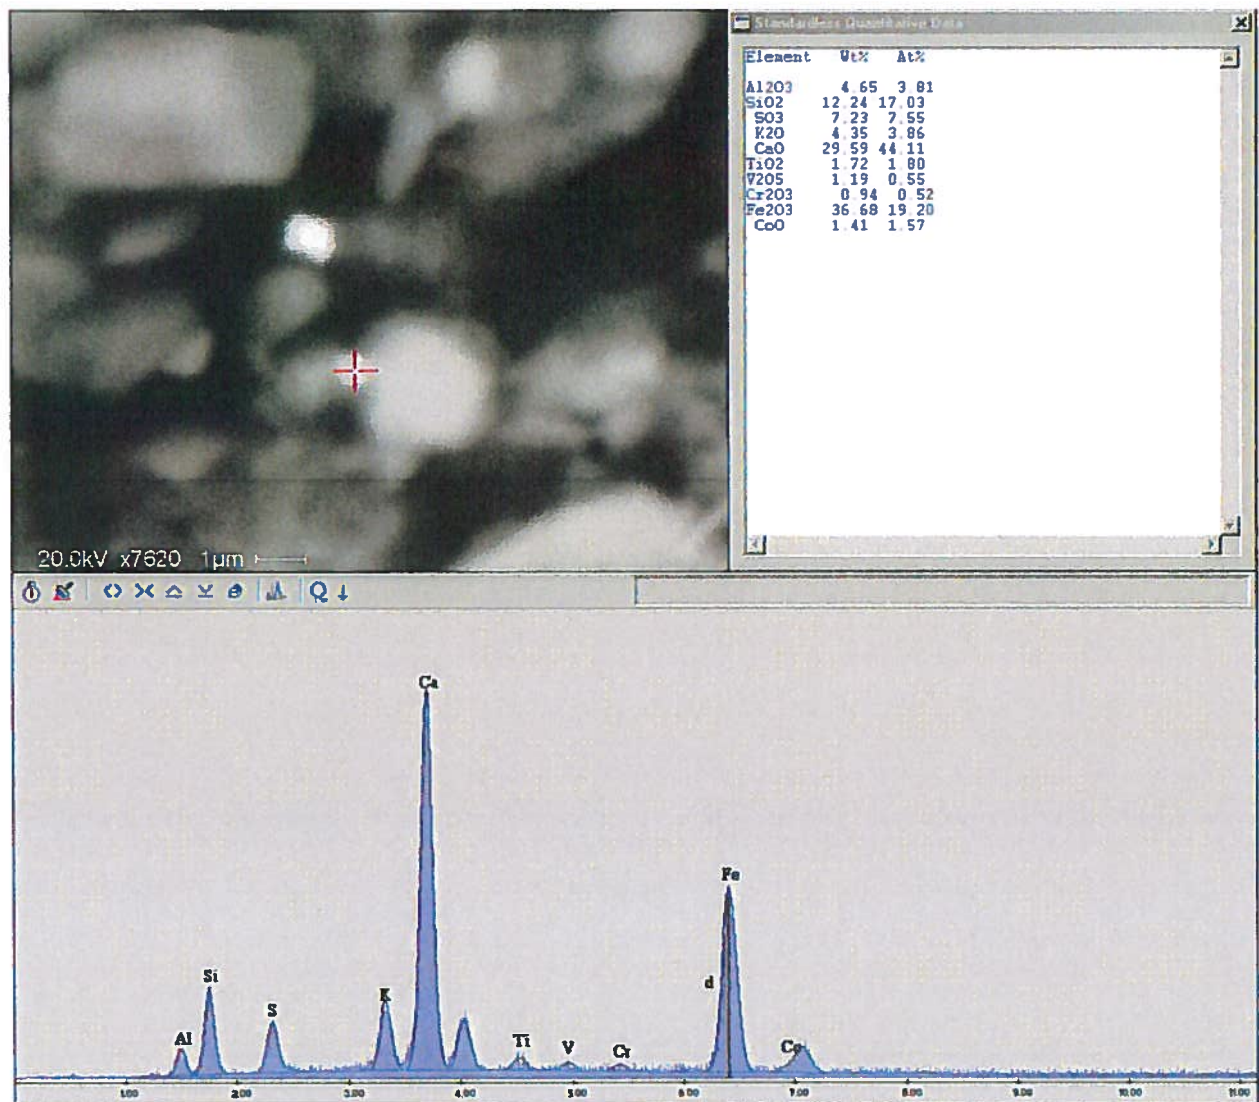 Standardless Quantitative Data
Element Wt% At%
Al2O3 4.65 3.81
SiO2 12.24 17.03
SO3 7.23 7.55
K2O 4.35 3.86
CaO 29.59 44.11
TiO2 1.72 1.80
V2O5 1.19 0.55
Cr2O3 0.94 0.52
Fe2O3 36.68 19.20
CoO 1.41 1.57
20.0kV x7620 1µm
Q
Ca
Fe
Si
d
K
S
Al
Ti
V
Cr
Co
1.00 2.00 3.00 4.00 5.00 6.00 7.00 8.00 9.00 10.00 11.00